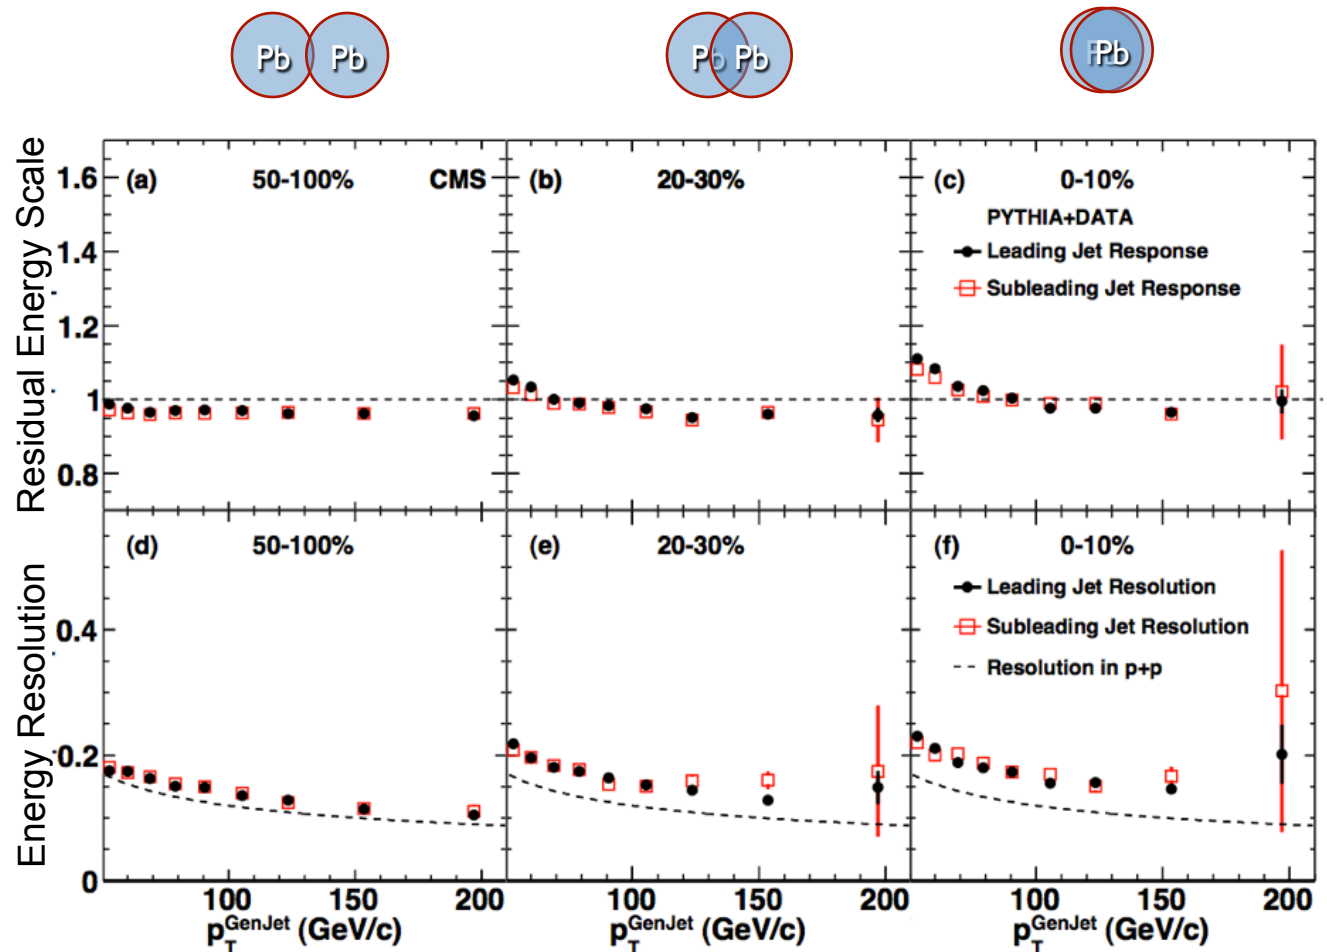 Pb Pb
Pb Pb
Pb
Residual Energy Scale
1.6
1.4
1.2
1
0.8
(a) 50-100% CMS
(b) 20-30%
(c) 0-10%
PYTHIA+DATA
Leading Jet Response
Subleading Jet Response
Energy Resolution
0.4
0.2
0
(d) 50-100%
(e) 20-30%
(f) 0-10%
Leading Jet Resolution
Subleading Jet Resolution
Resolution in p+p
100 150 200
100 150 200
100 150 200
p_T^GenJet (GeV/c)
p_T^GenJet (GeV/c)
p_T^GenJet (GeV/c)